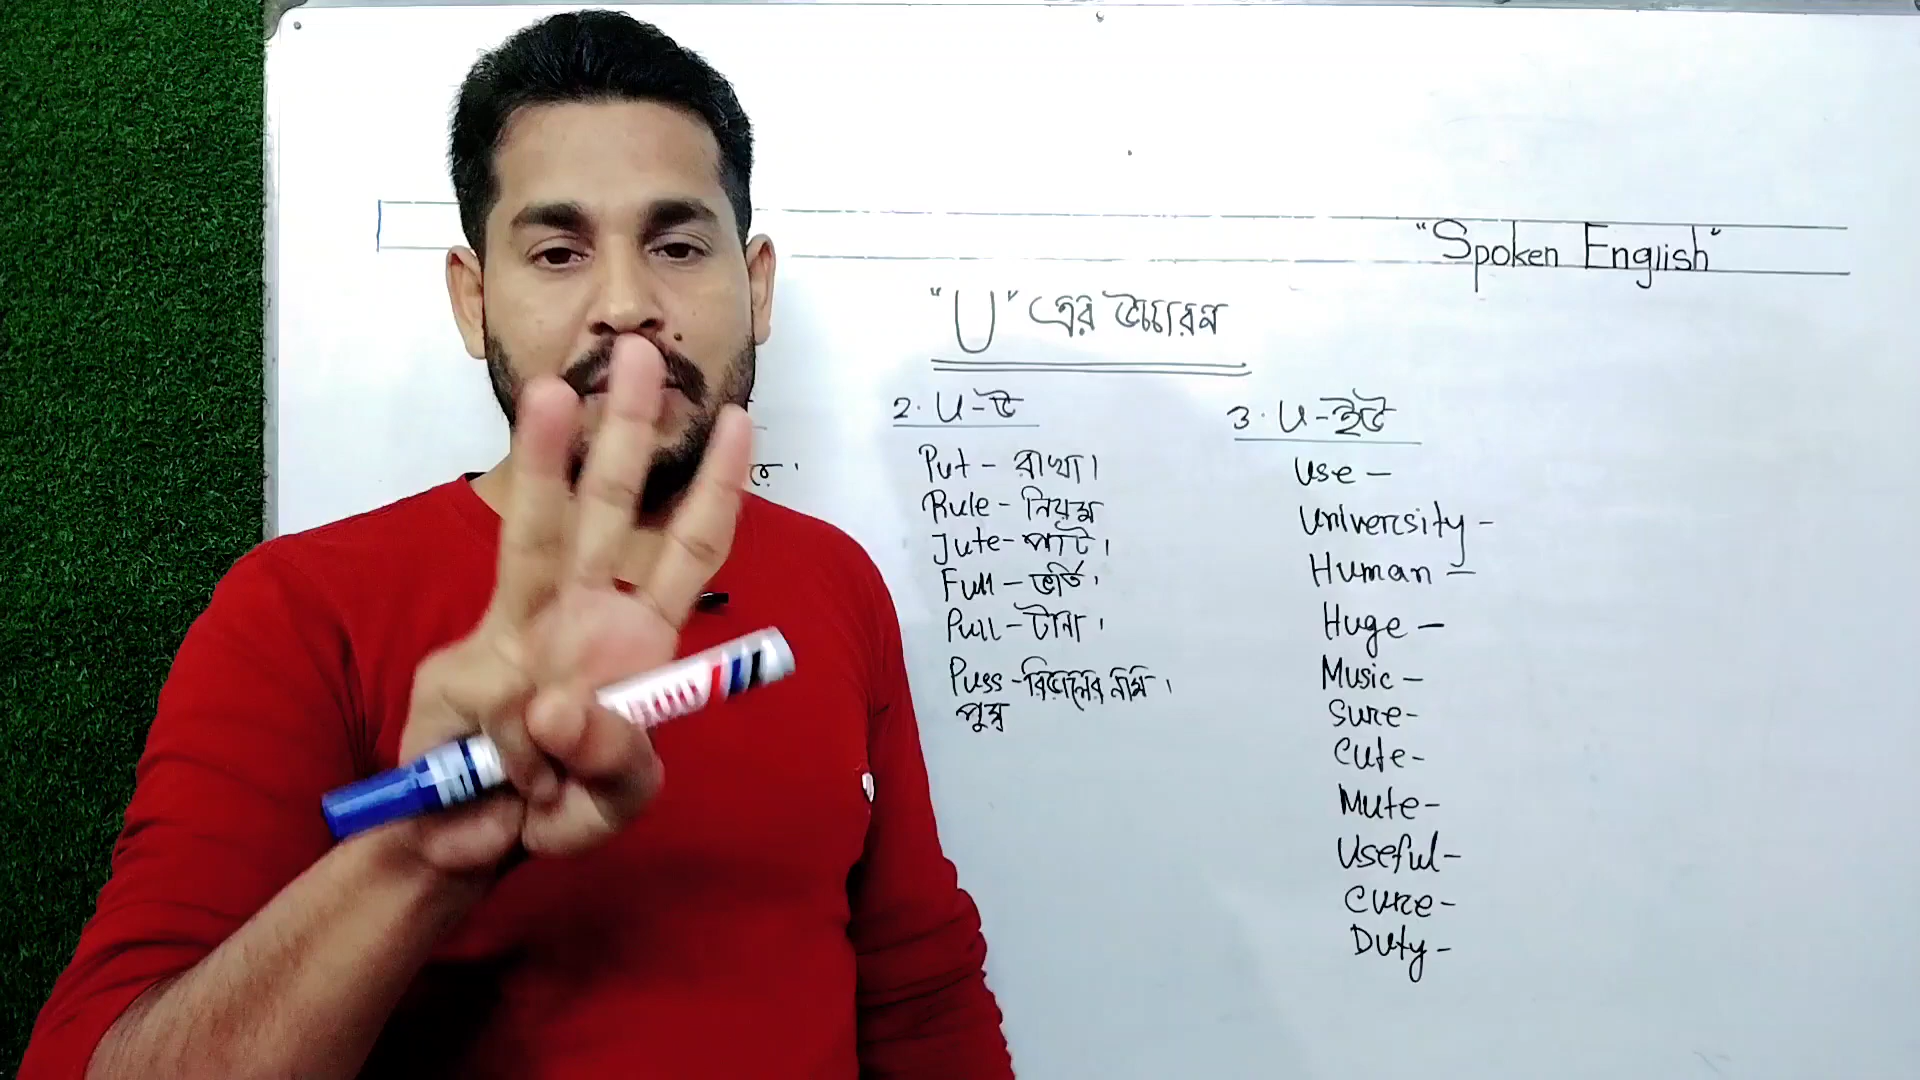 "Spoken English"
"U" এর উচ্চারন
রে।
2. U-উ
Put - রাখা।
Rule - নিয়ম
Jute - পাট।
Full - ভর্তি।
Pull - টানা।
Puss - বিড়ালের নাম।
পুস
3. U-ইউ
Use -
University -
Human -
Huge -
Music -
Sure -
Cute -
Mute -
Useful -
Cure -
Duty -